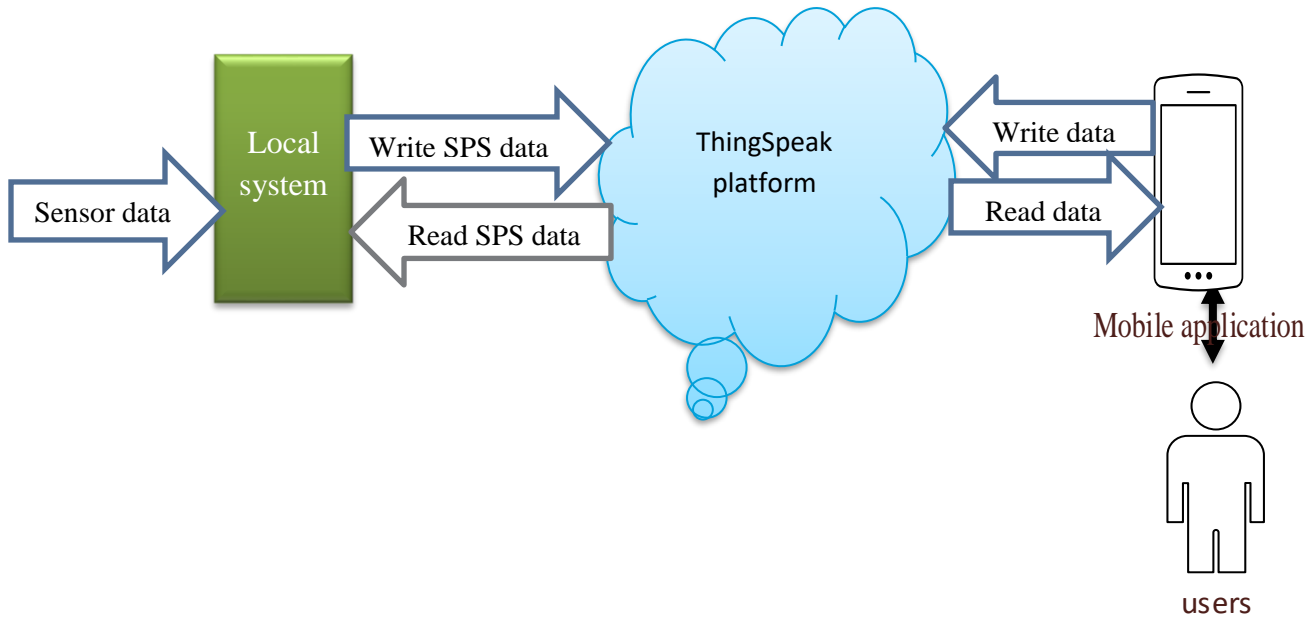 Local
system
Sensor data
Write SPS data
Read SPS data
ThingSpeak
platform
Write data
Read data
Mobile application
users